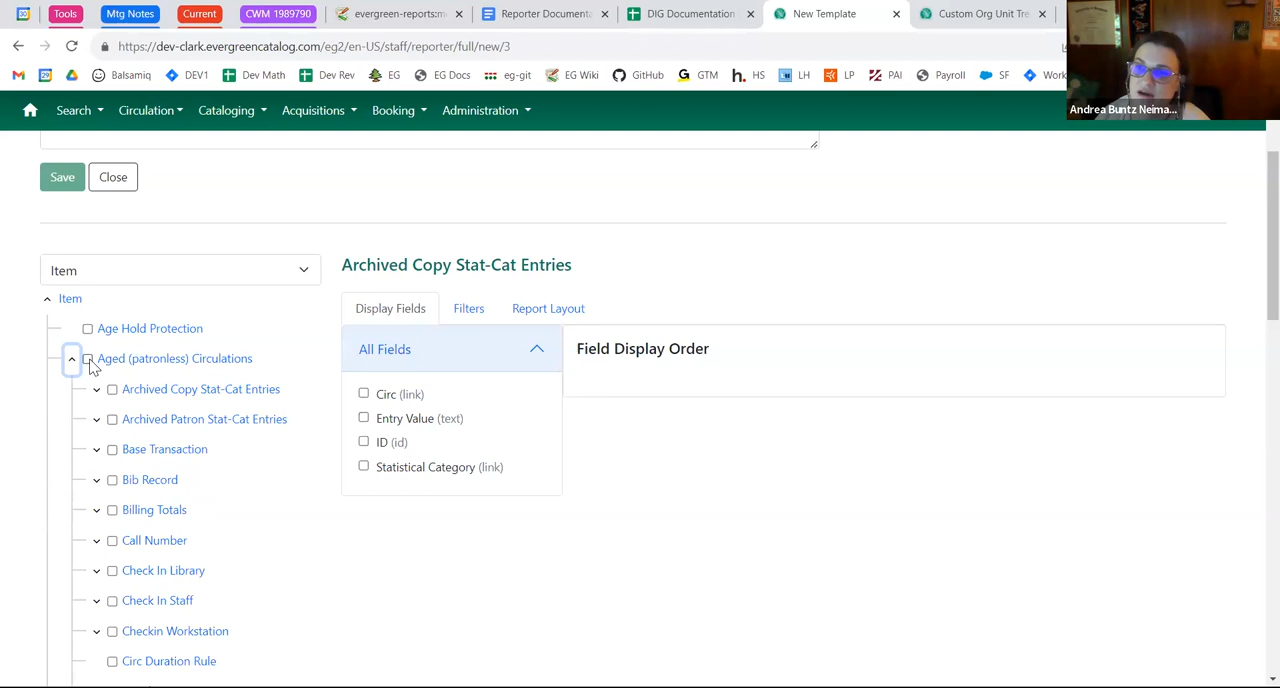 Tools
Mtg Notes
Current
CWM 1989790
evergreen-reports:m
Reporter Documenta
DIG Documentation
New Template
Custom Org Unit Tre
https://dev-clark.evergreencatalog.com/eg2/en-US/staff/reporter/full/new/3
Balsamiq
DEV1
Dev Math
Dev Rev
EG
EG Docs
eg-git
EG Wiki
GitHub
GTM
HS
LH
LP
PAI
Payroll
SF
Work
Andrea Buntz Neima...
Search
Circulation
Cataloging
Acquisitions
Booking
Administration
Save
Close
Item
Archived Copy Stat-Cat Entries
Item
Display Fields
Filters
Report Layout
Age Hold Protection
All Fields
Field Display Order
Aged (patronless) Circulations
Archived Copy Stat-Cat Entries
Circ (link)
Archived Patron Stat-Cat Entries
Entry Value (text)
Base Transaction
ID (id)
Statistical Category (link)
Bib Record
Billing Totals
Call Number
Check In Library
Check In Staff
Checkin Workstation
Circ Duration Rule